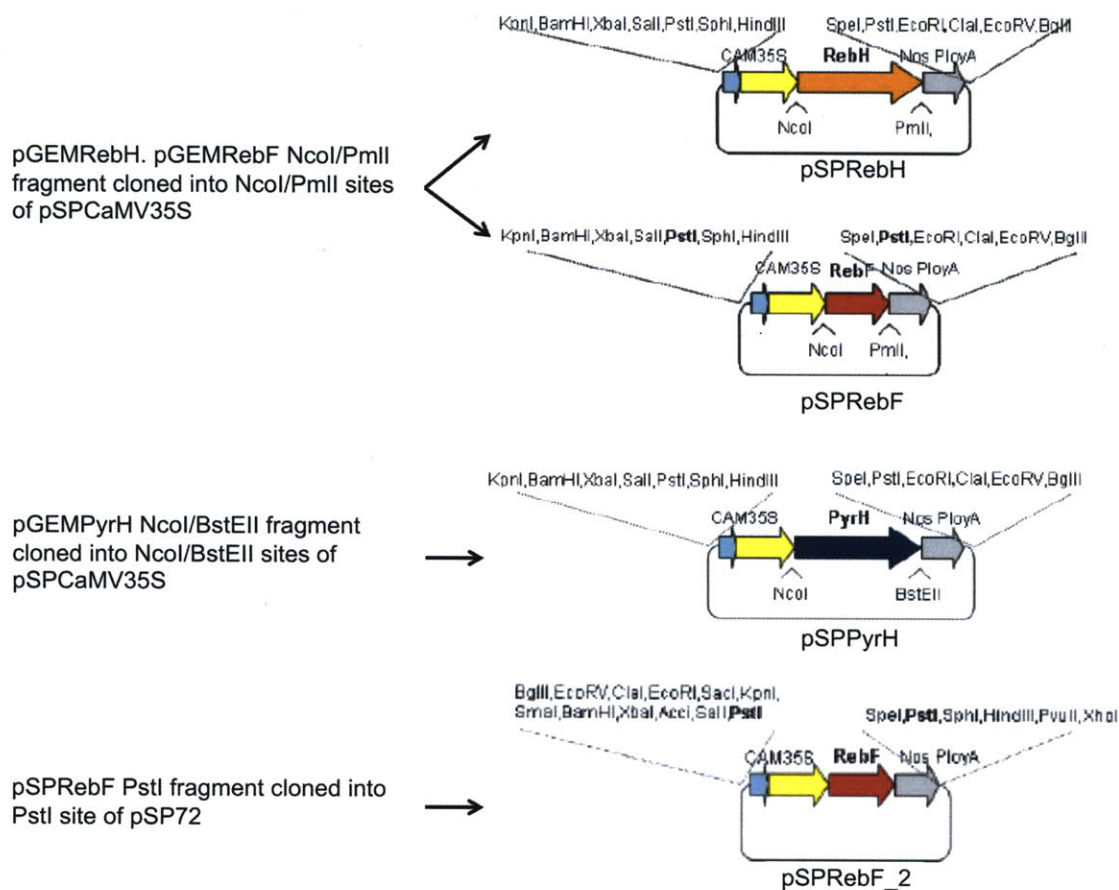 KpnI,BamHI,XbaI,SalI,PstI,SphI,HindIII
SpeI,PstI,EcoRI,ClaI,EcoRV,BglII
CAM35S RebH Nos PloyA
NcoI PmlI,
pSPRebH
pGEMRebH. pGEMRebF NcoI/PmlI
fragment cloned into NcoI/PmlI sites
of pSPCaMV35S
KpnI,BamHI,XbaI,SalI,PstI,SphI,HindIII
SpeI,PstI,EcoRI,ClaI,EcoRV,BglII
CAM35S RebF Nos PloyA
NcoI PmlI,
pSPRebF
KpnI,BamHI,XbaI,SalI,PstI,SphI,HindIII
SpeI,PstI,EcoRI,ClaI,EcoRV,BglII
CAM35S PyrH Nos PloyA
NcoI BstEII
pSPPyrH
pGEMPyrH NcoI/BstEII fragment
cloned into NcoI/BstEII sites of
pSPCaMV35S
BglII,EcoRV,ClaI,EcoRI,SacI,KpnI,
SmaI,BamHI,XbaI,AccI,SalI,PstI
SpeI,PstI,SphI,HindIII,PvuII,XhoI
CAM35S RebF Nos PloyA
pSPRebF_2
pSPRebF PstI fragment cloned into
PstI site of pSP72